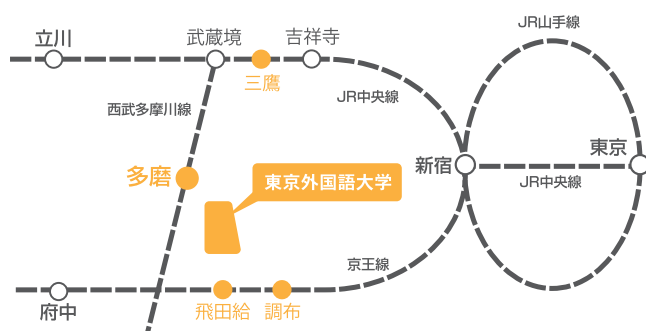 JR山手線
立川
武蔵境
吉祥寺
三鷹
JR中央線
西武多摩川線
東京
新宿
多磨
東京外国語大学
JR中央線
京王線
府中
飛田給
調布